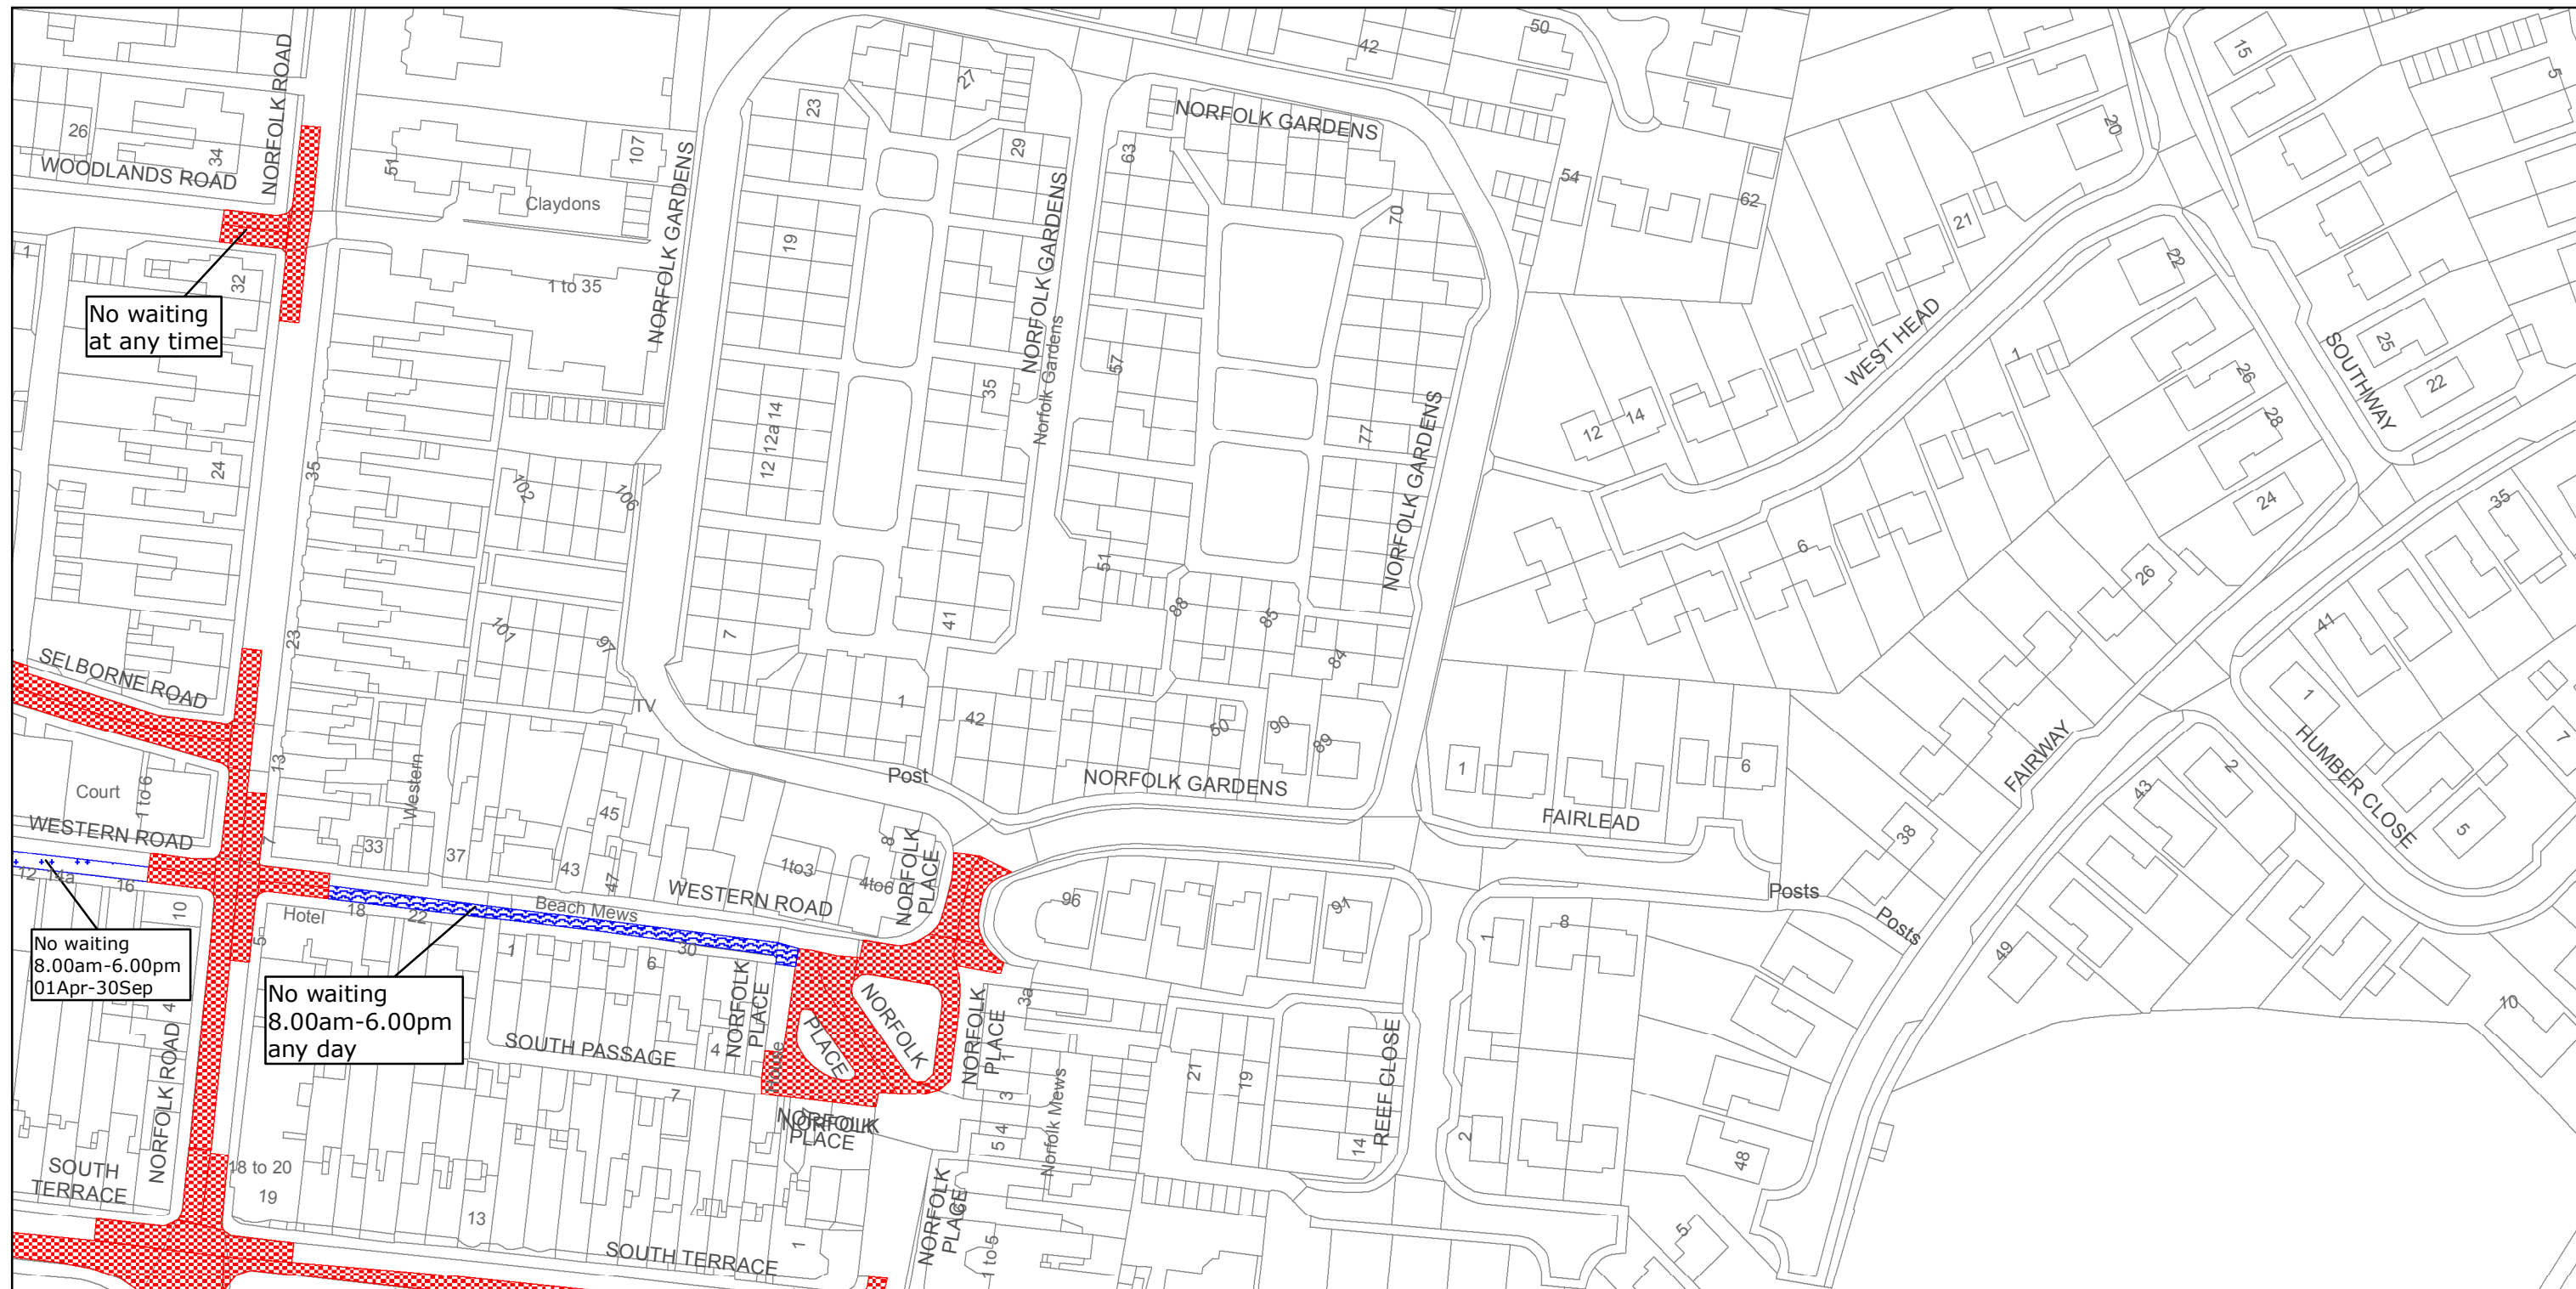 NORFOLK ROAD
26
34
WOODLANDS ROAD
51
107
Claydons
1
32
1 to 35
No waiting
at any time
NORFOLK GARDENS
23
27
29
19
NORFOLK GARDENS
Norfolk Gardens
35
12 12a 14
42
50
NORFOLK GARDENS
63
57
54
62
70
77
NORFOLK GARDENS
15
5
20
21
22
WEST HEAD
1
12
14
6
SOUTHWAY
25
22
26
28
24
35
24
35
102
106
51
88
85
84
41
7
1
101
97
TV
23
SELBORNE ROAD
13
26
41
1
7
HUMBER CLOSE
5
FAIRWAY
2
43
38
49
10
42
50
90
89
Post
NORFOLK GARDENS
1
6
FAIRLEAD
Court
1 to 6
Western
WESTERN ROAD
7
33
37
45
43
47
1to3
4to6
8
WESTERN ROAD
NORFOLK
PLACE
12
14a
16
10
Hotel
18
22
Beach Mews
5
1
6
30
96
91
1
8
Posts
Posts
No waiting
8.00am-6.00pm
01Apr-30Sep
4
No waiting
8.00am-6.00pm
any day
NORFOLK
PLACE
NORFOLK
PLACE
NORFOLK
PLACE
3a
SOUTH PASSAGE
4
House
7
1
3
5 4
Norfolk Mews
21
19
REEF CLOSE
14
2
48
5
NORFOLK ROAD
NORFOLK
NORFOLK
PLACE
SOUTH
TERRACE
18 to 20
19
13
1
SOUTH TERRACE
NORFOLK
PLACE
6
1 to 5